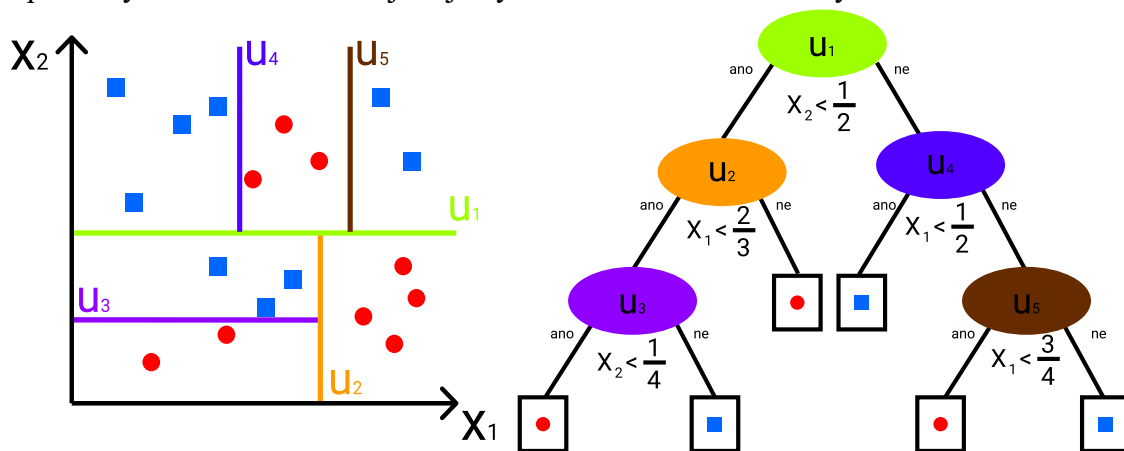 X2
u4
u5
u1
u3
u2
X1
u1
ano
ne
X2 < 1/2
u2
u4
ano
ne
ano
ne
X1 < 2/3
X1 < 1/2
u3
u5
ano
ne
ano
ne
X2 < 1/4
X1 < 3/4